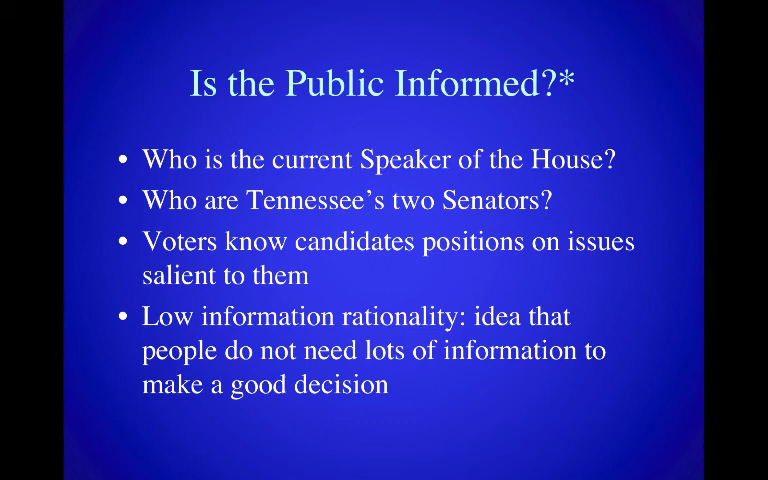 Is the Public Informed?*
• Who is the current Speaker of the House?
• Who are Tennessee's two Senators?
• Voters know candidates positions on issues
salient to them
• Low information rationality: idea that
people do not need lots of information to
make a good decision